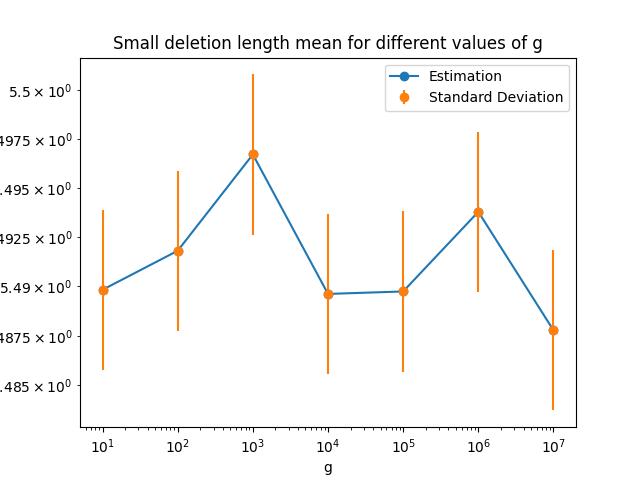 Small deletion length mean for different values of g
Estimation
Standard Deviation
5.5 × 10⁰
4975 × 10⁰
.495 × 10⁰
4925 × 10⁰
5.49 × 10⁰
4875 × 10⁰
.485 × 10⁰
10¹ 10² 10³ 10⁴ 10⁵ 10⁶ 10⁷
g